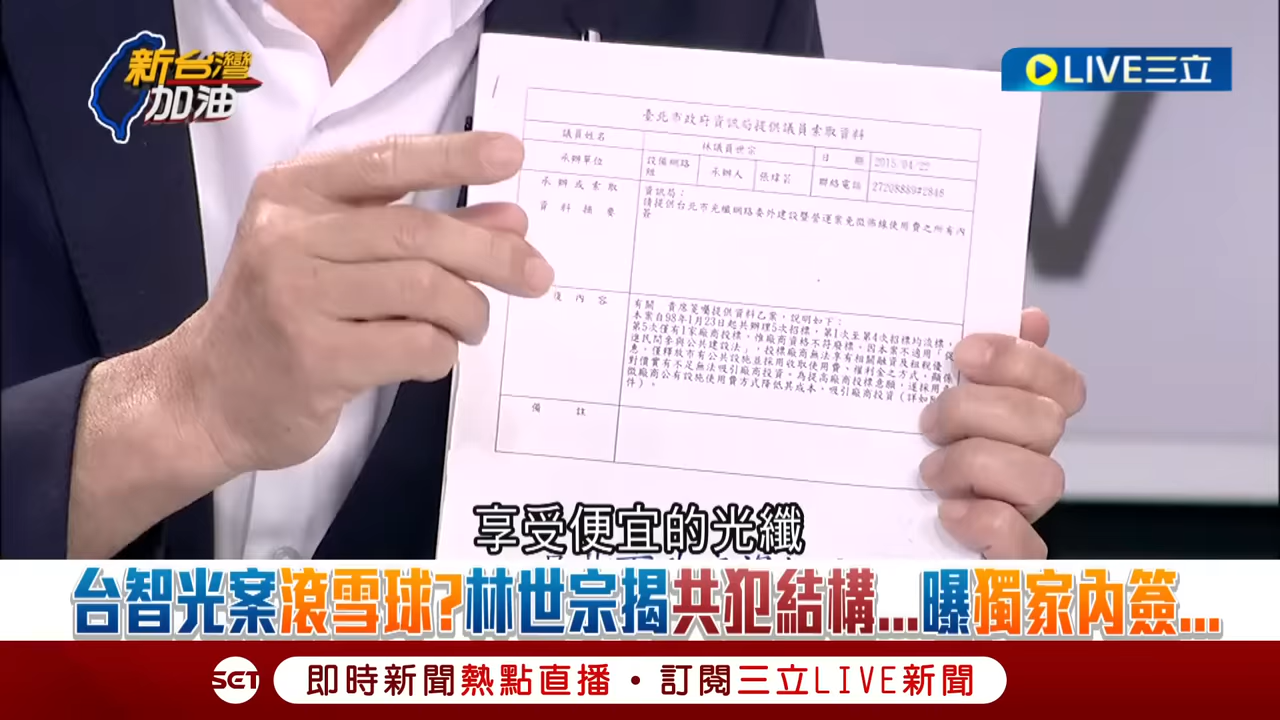 新台灣
加油
LIVE三立
臺北市政府資訊局提供議員索取資料
議員姓名 林議員世宗 日 期 2015/04/22
承辦單位 設備網路組 承辦人 張緯芸 聯絡電話 27208889#2848
承辦或索取
資料摘要
資訊局：
請提供台北市光纖網路委外建設暨營運案免徵佈線使用費之所有內
簽
復內容
有關 貴席箋囑提供資料乙案，說明如下：
本案自98年1月23日起共辦理5次招標，第1次至第4次招標均流標，
第5次僅有1家廠商投標，惟廠商資格不符廢標。因本案不適用「促
進民間參與公共建設法」，投標廠商無法享有相關融資及租稅優
惠，僅釋放市有公共設施並採用收取使用費、權利金之方式，顯係
對價實有不足無法吸引廠商投資。為提高廠商投標意願，遂採用
徵廠商公有設施使用費方式降低其成本，吸引廠商投資（詳如
件）。
備 註
享受便宜的光纖
台智光案滾雪球?林世宗揭共犯結構...曝獨家內簽...
SET 即時新聞熱點直播・訂閱三立LIVE新聞